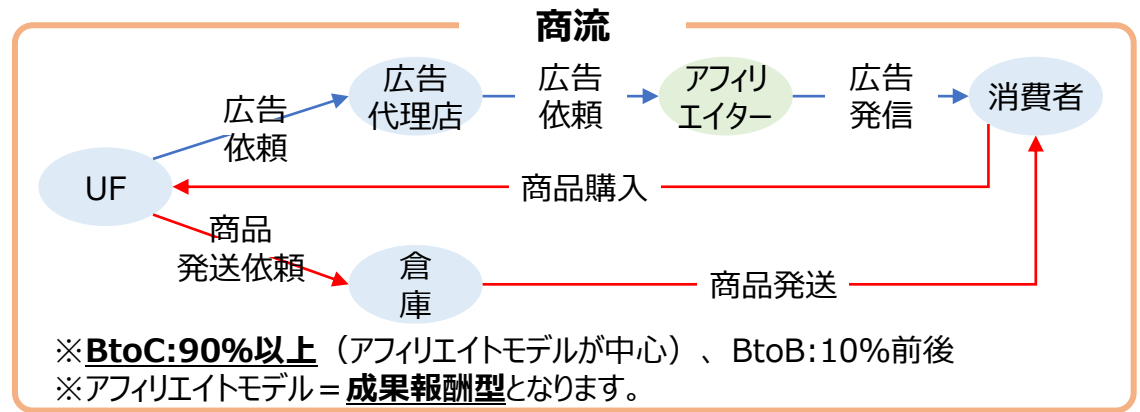 商流
広告
代理店
広告
依頼
アフィリ
エイター
広告
発信
消費者
広告
依頼
UF
商品購入
商品
発送依頼
倉
庫
商品発送
※BtoC:90%以上（アフィリエイトモデルが中心）、BtoB:10%前後
※アフィリエイトモデル＝成果報酬型となります。